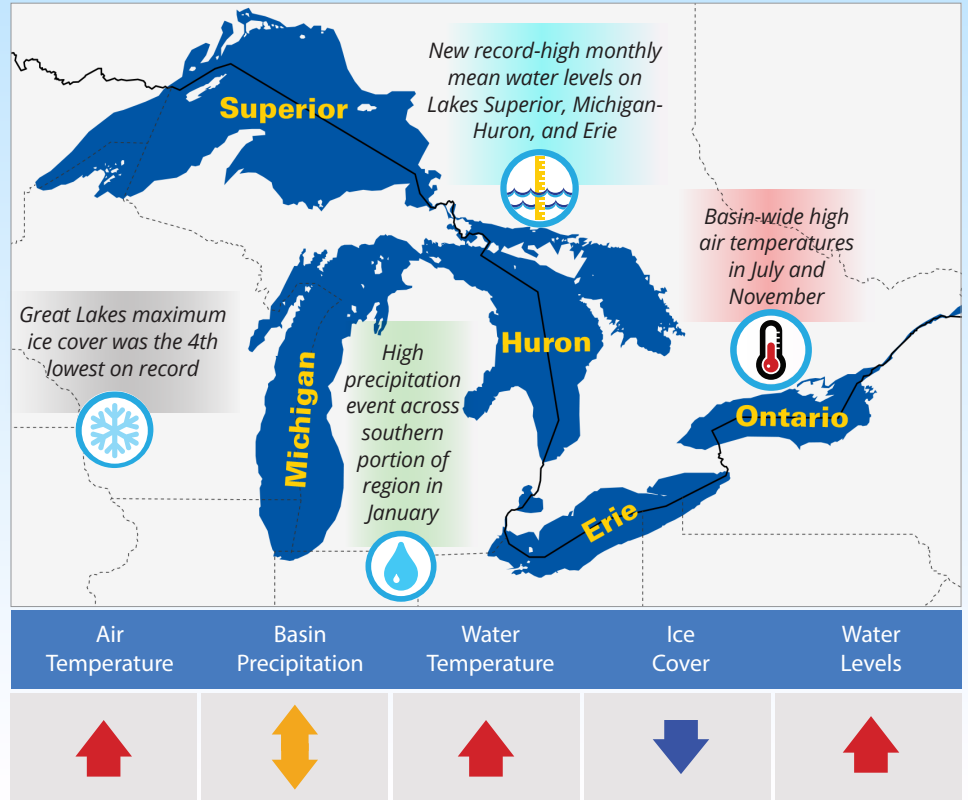 New record-high monthly
mean water levels on
Lakes Superior, Michigan-
Huron, and Erie
Superior
Basin-wide high
air temperatures
in July and
November
Great Lakes maximum
ice cover was the 4th
lowest on record
High
precipitation
event across
southern
portion of
region in
January
Huron
Michigan
Ontario
Erie
Air
Temperature
Basin
Precipitation
Water
Temperature
Ice
Cover
Water
Levels